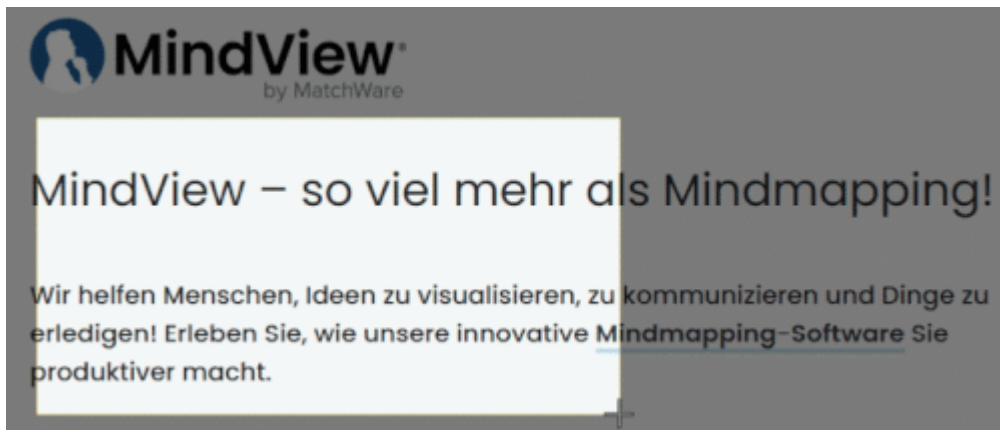 MindView®
by MatchWare
MindView – so viel mehr als Mindmapping!
Wir helfen Menschen, Ideen zu visualisieren, zu kommunizieren und Dinge zu
erledigen! Erleben Sie, wie unsere innovative Mindmapping-Software Sie
produktiver macht.